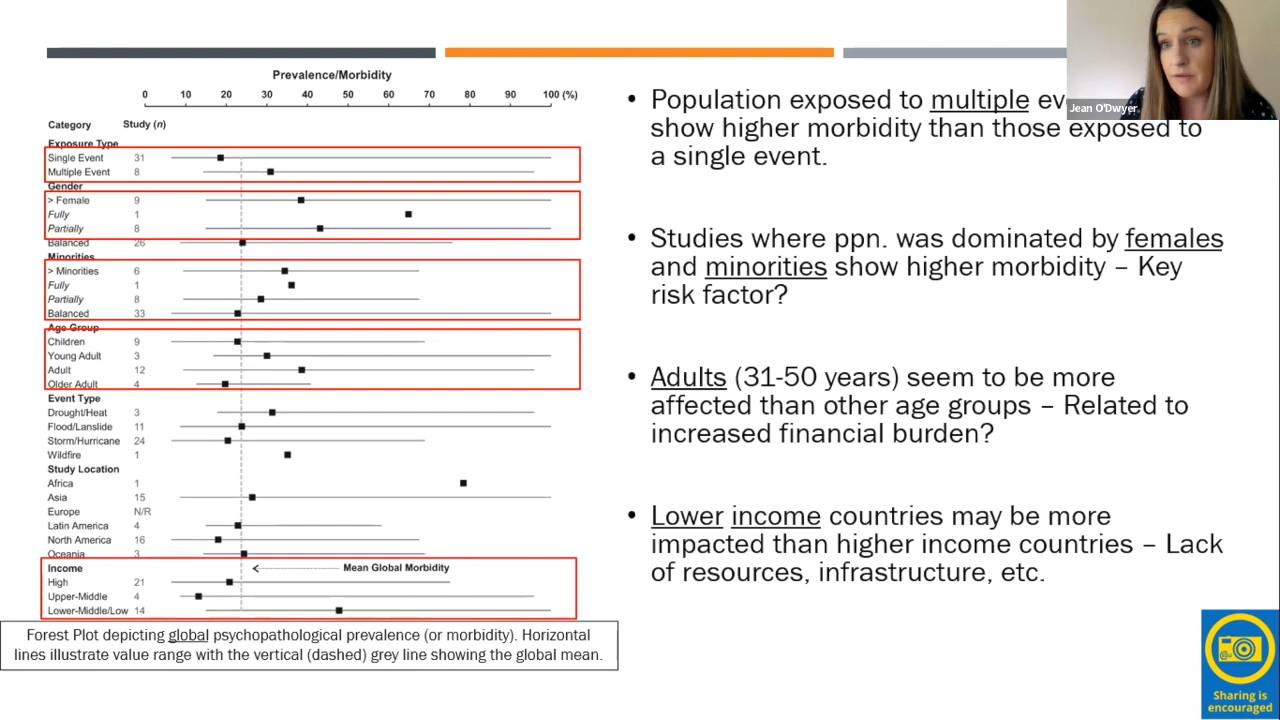 Prevalence/Morbidity
0 10 20 30 40 50 60 70 80 90 100 (%)
Category Study (n)
Exposure Type
Single Event 31
Multiple Event 8
Gender
> Female 9
Fully 1
Partially 8
Balanced 26
Minorities
> Minorities 6
Fully 1
Partially 8
Balanced 33
Age Group
Children 9
Young Adult 3
Adult 12
Older Adult 4
Event Type
Drought/Heat 3
Flood/Lanslide 11
Storm/Hurricane 24
Wildfire 1
Study Location
Africa 1
Asia 15
Europe N/R
Latin America 4
North America 16
Oceania 3
Income Mean Global Morbidity
High 21
Upper-Middle 4
Lower-Middle/Low 14
Forest Plot depicting global psychopathological prevalence (or morbidity). Horizontal
lines illustrate value range with the vertical (dashed) grey line showing the global mean.
• Population exposed to multiple
show higher morbidity than those exposed to
a single event.
• Studies where ppn. was dominated by females
and minorities show higher morbidity – Key
risk factor?
• Adults (31-50 years) seem to be more
affected than other age groups – Related to
increased financial burden?
• Lower income countries may be more
impacted than higher income countries – Lack
of resources, infrastructure, etc.
Jean O'Dwyer
Sharing is
encouraged